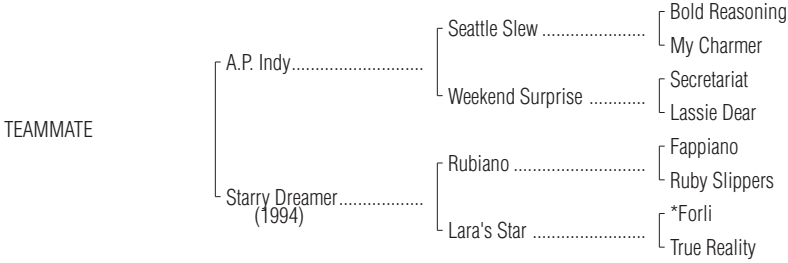 Bold Reasoning
Seattle Slew ......................
My Charmer
A.P. Indy............................
Secretariat
Weekend Surprise ............
Lassie Dear
TEAMMATE
Fappiano
Rubiano ............................
Ruby Slippers
Starry Dreamer..................
(1994)
*Forli
Lara's Star ........................
True Reality